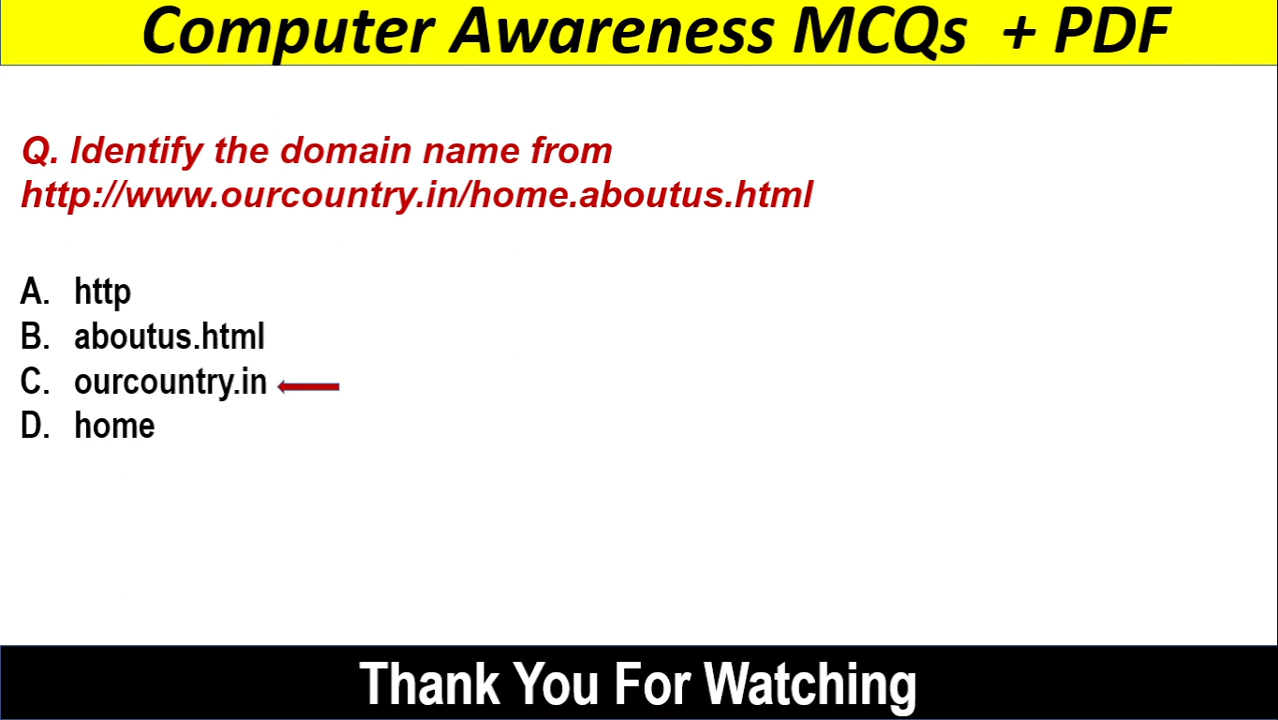 Computer Awareness MCQs + PDF
Q. Identify the domain name from
http://www.ourcountry.in/home.aboutus.html
A. http
B. aboutus.html
C. ourcountry.in
D. home
Thank You For Watching